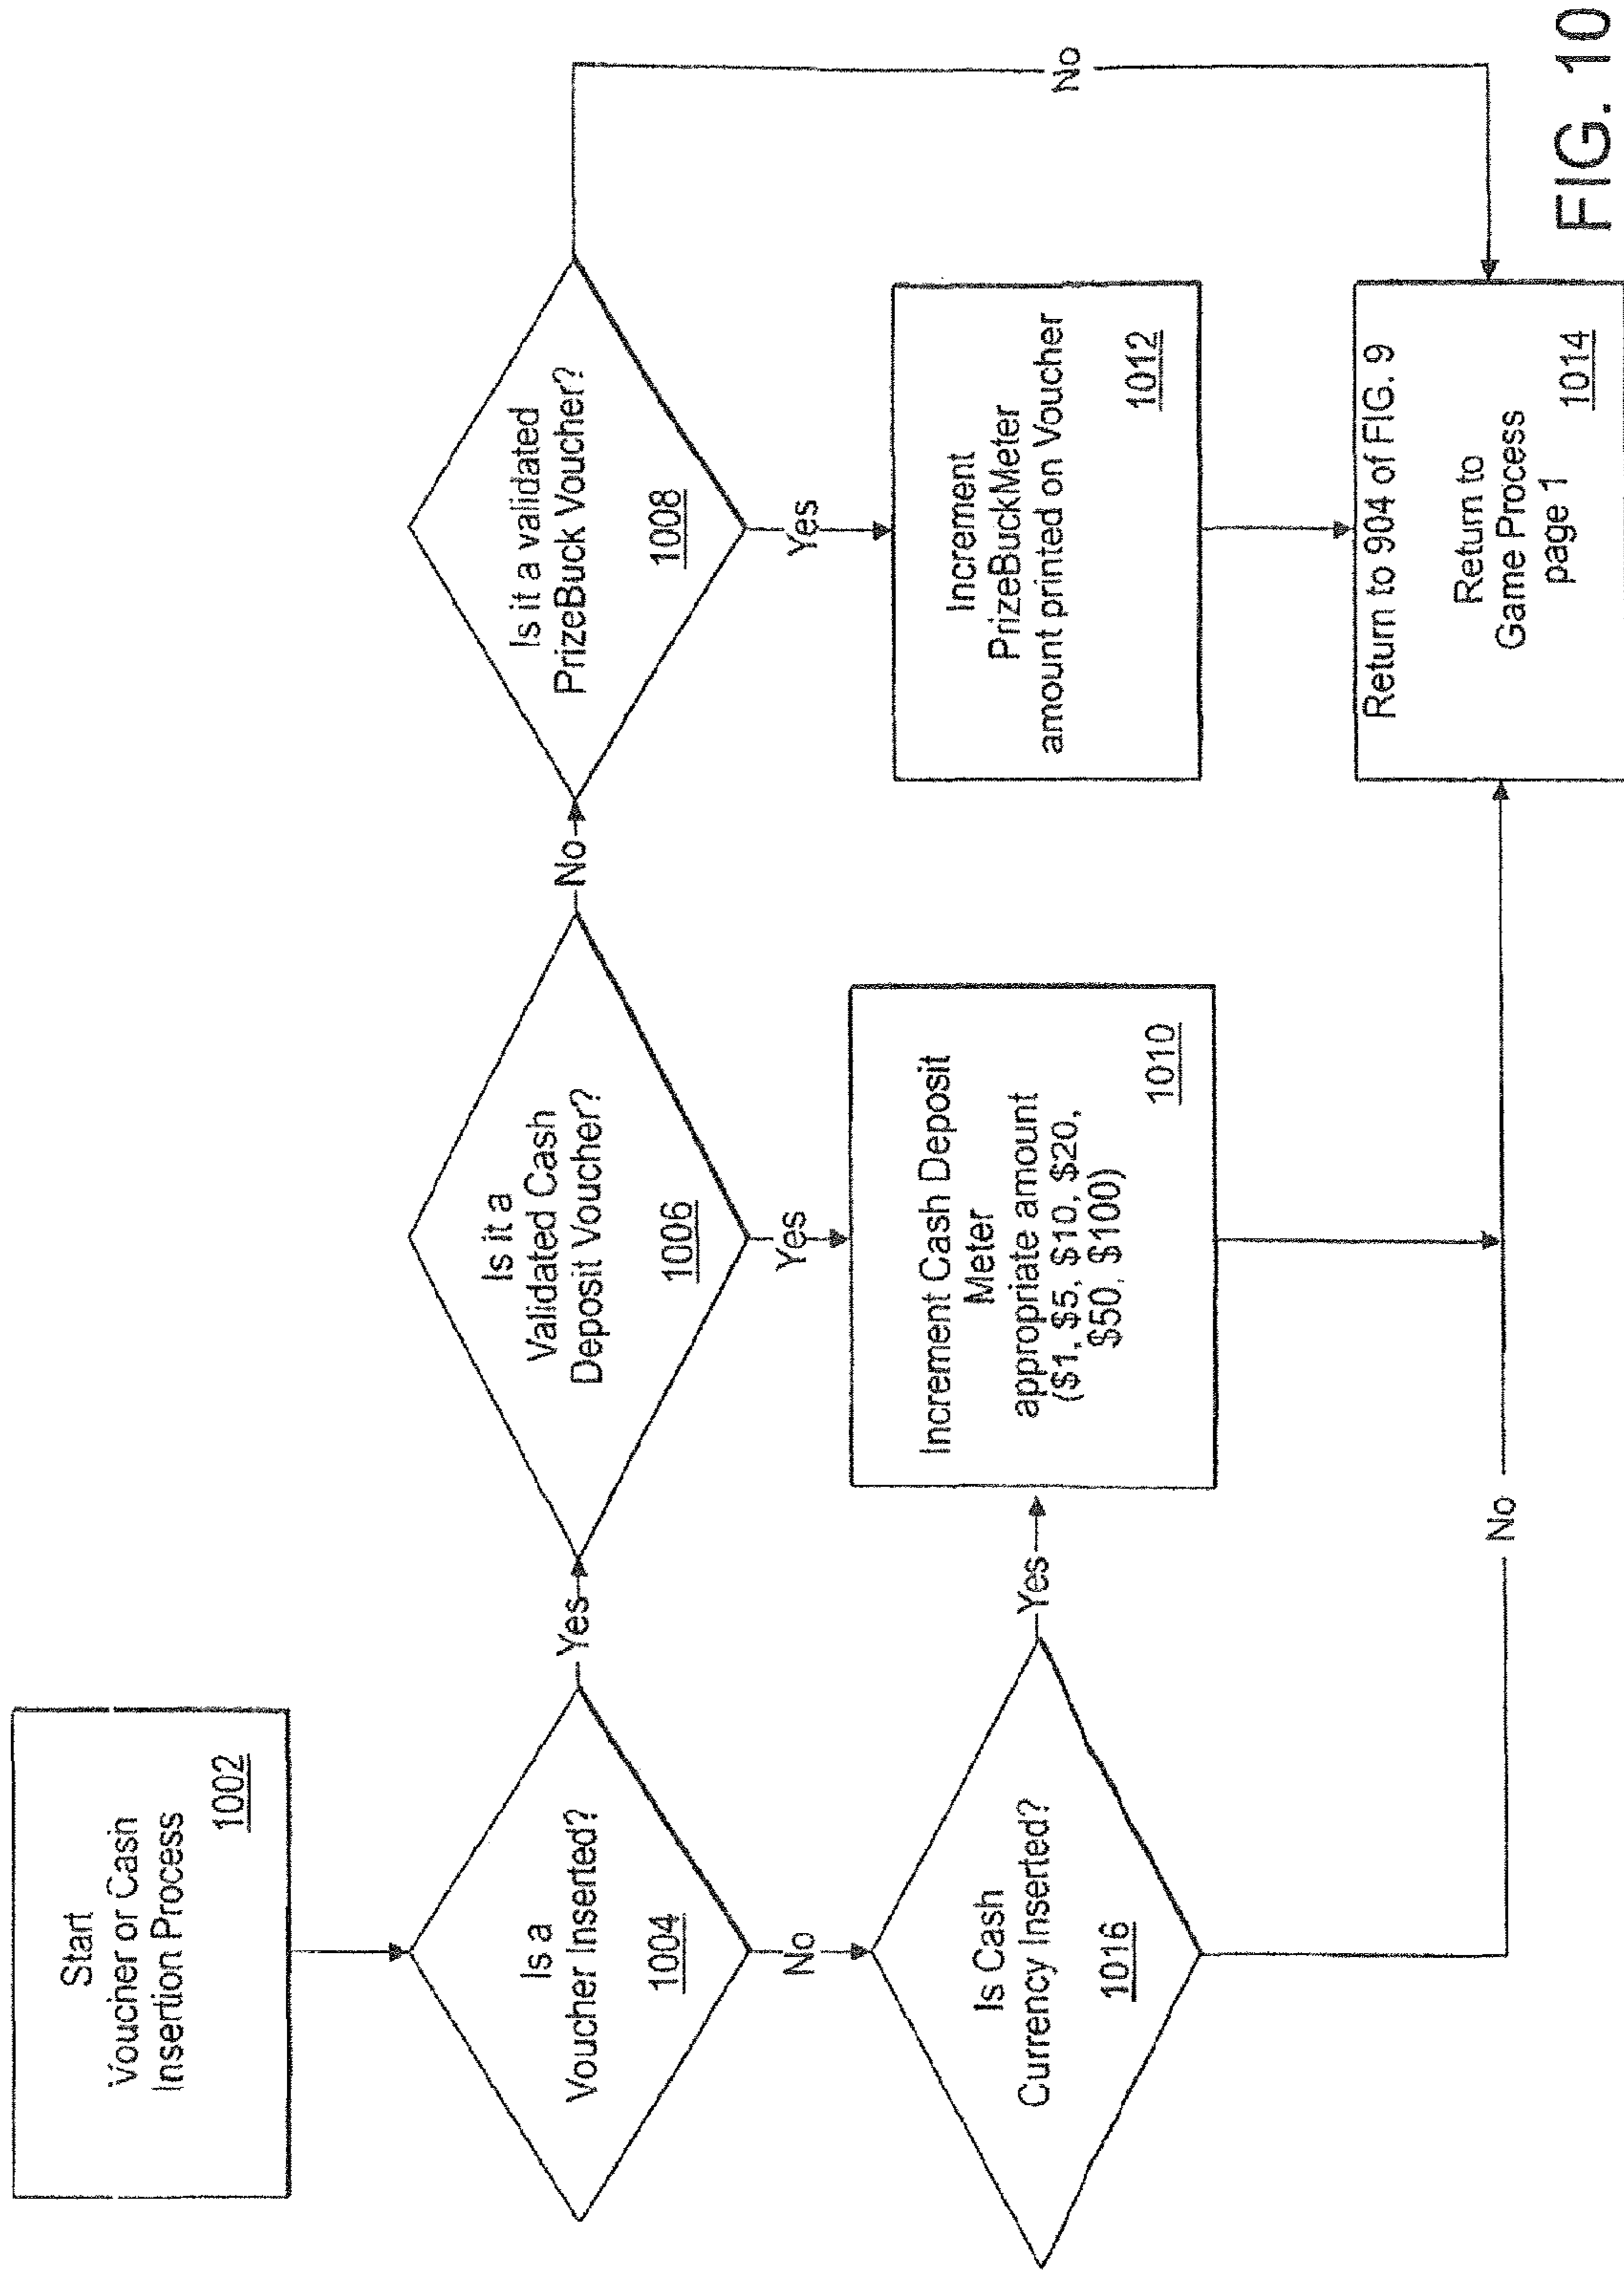 Start
Voucher or Cash
Insertion Process
1002
Is a
Voucher Inserted?
1004
Yes
No
Is it a
Validated Cash
Deposit Voucher?
1006
No
Yes
Is it a validated
PrizeBuck Voucher?
1008
Yes
No
Is Cash
Currency Inserted?
1016
Yes
No
Increment Cash Deposit
Meter
appropriate amount
($1, $5, $10, $20,
$50, $100)
1010
Increment
PrizeBuckMeter
amount printed on Voucher
1012
Return to 904 of FIG. 9
Return to
Game Process
page 1
1014
FIG. 10